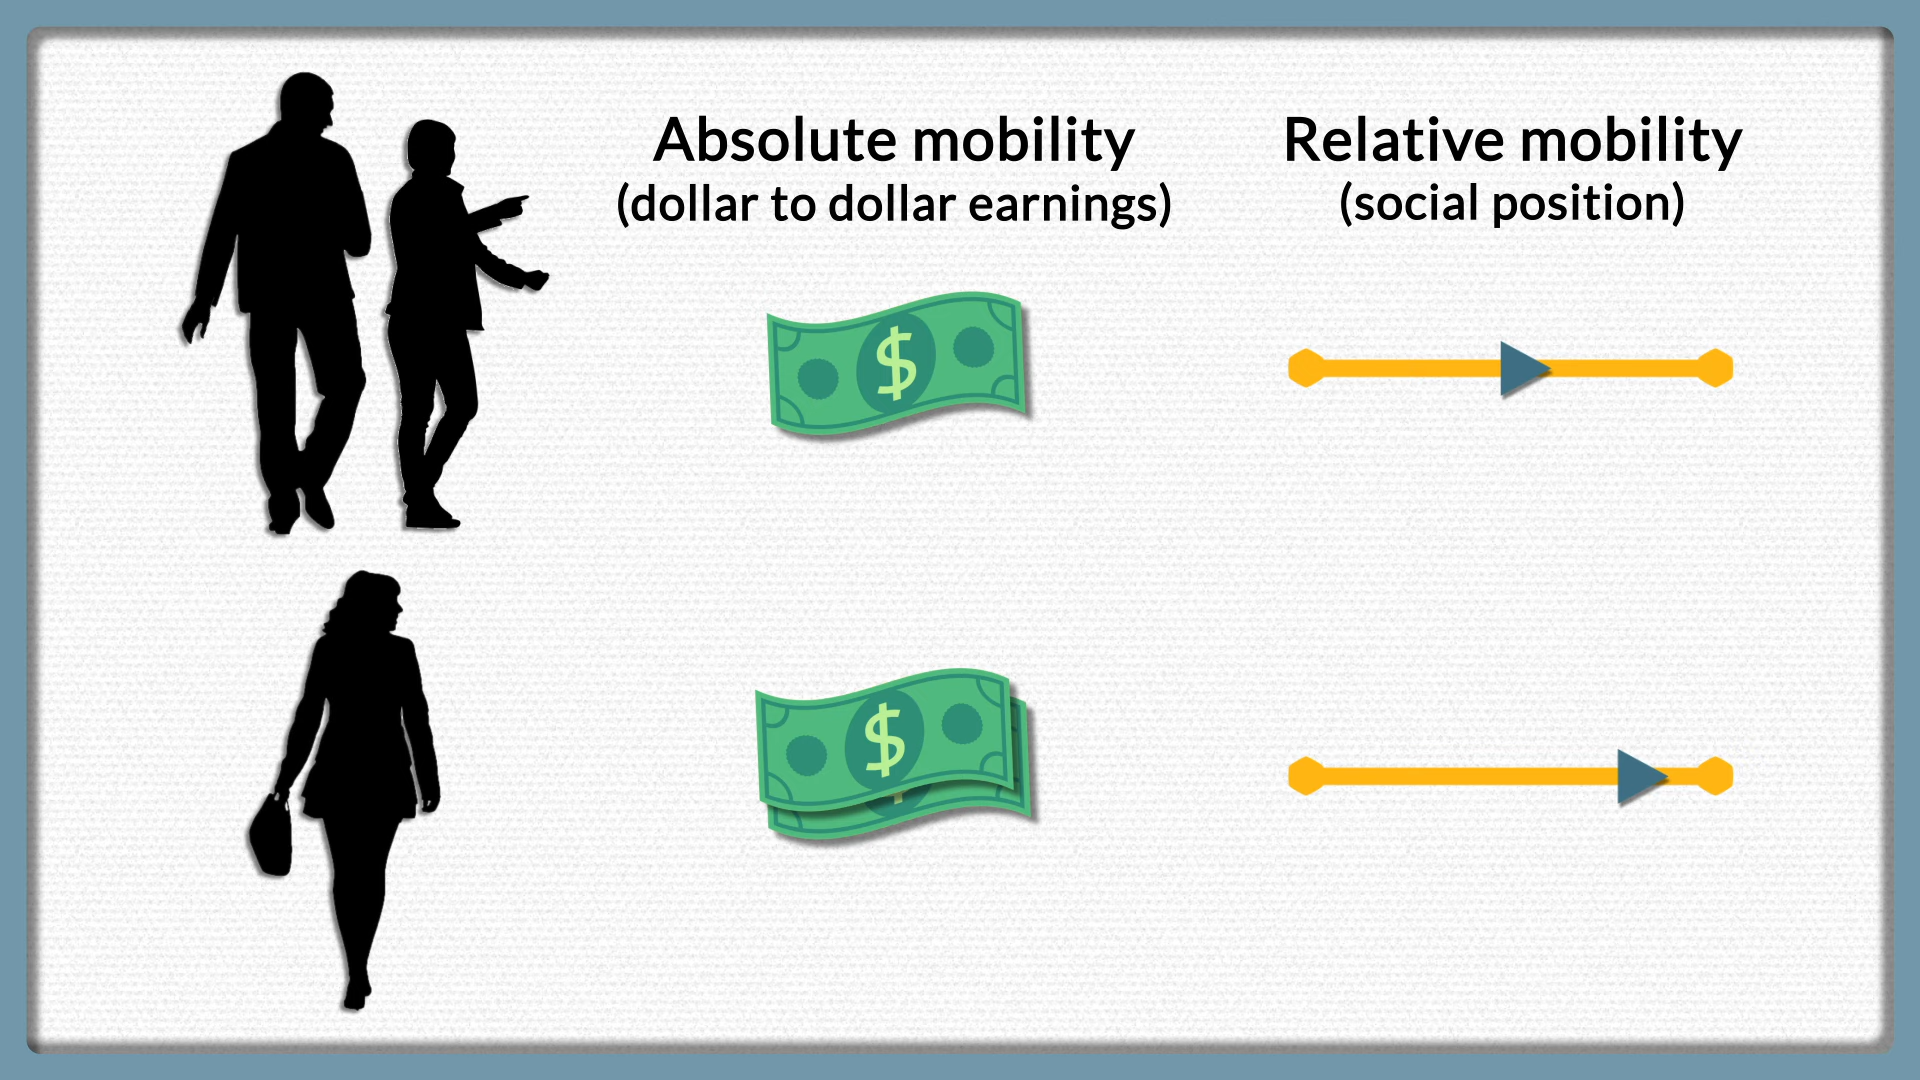 Absolute mobility
(dollar to dollar earnings)
Relative mobility
(social position)
$
$